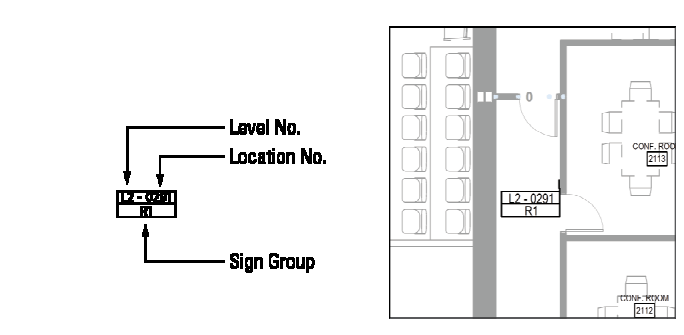 Level No.
Location No.
L2 - 0291
R1
Sign Group
0
CONF. ROO
2113
L2 - 0291
R1
CONF. ROOM
2112